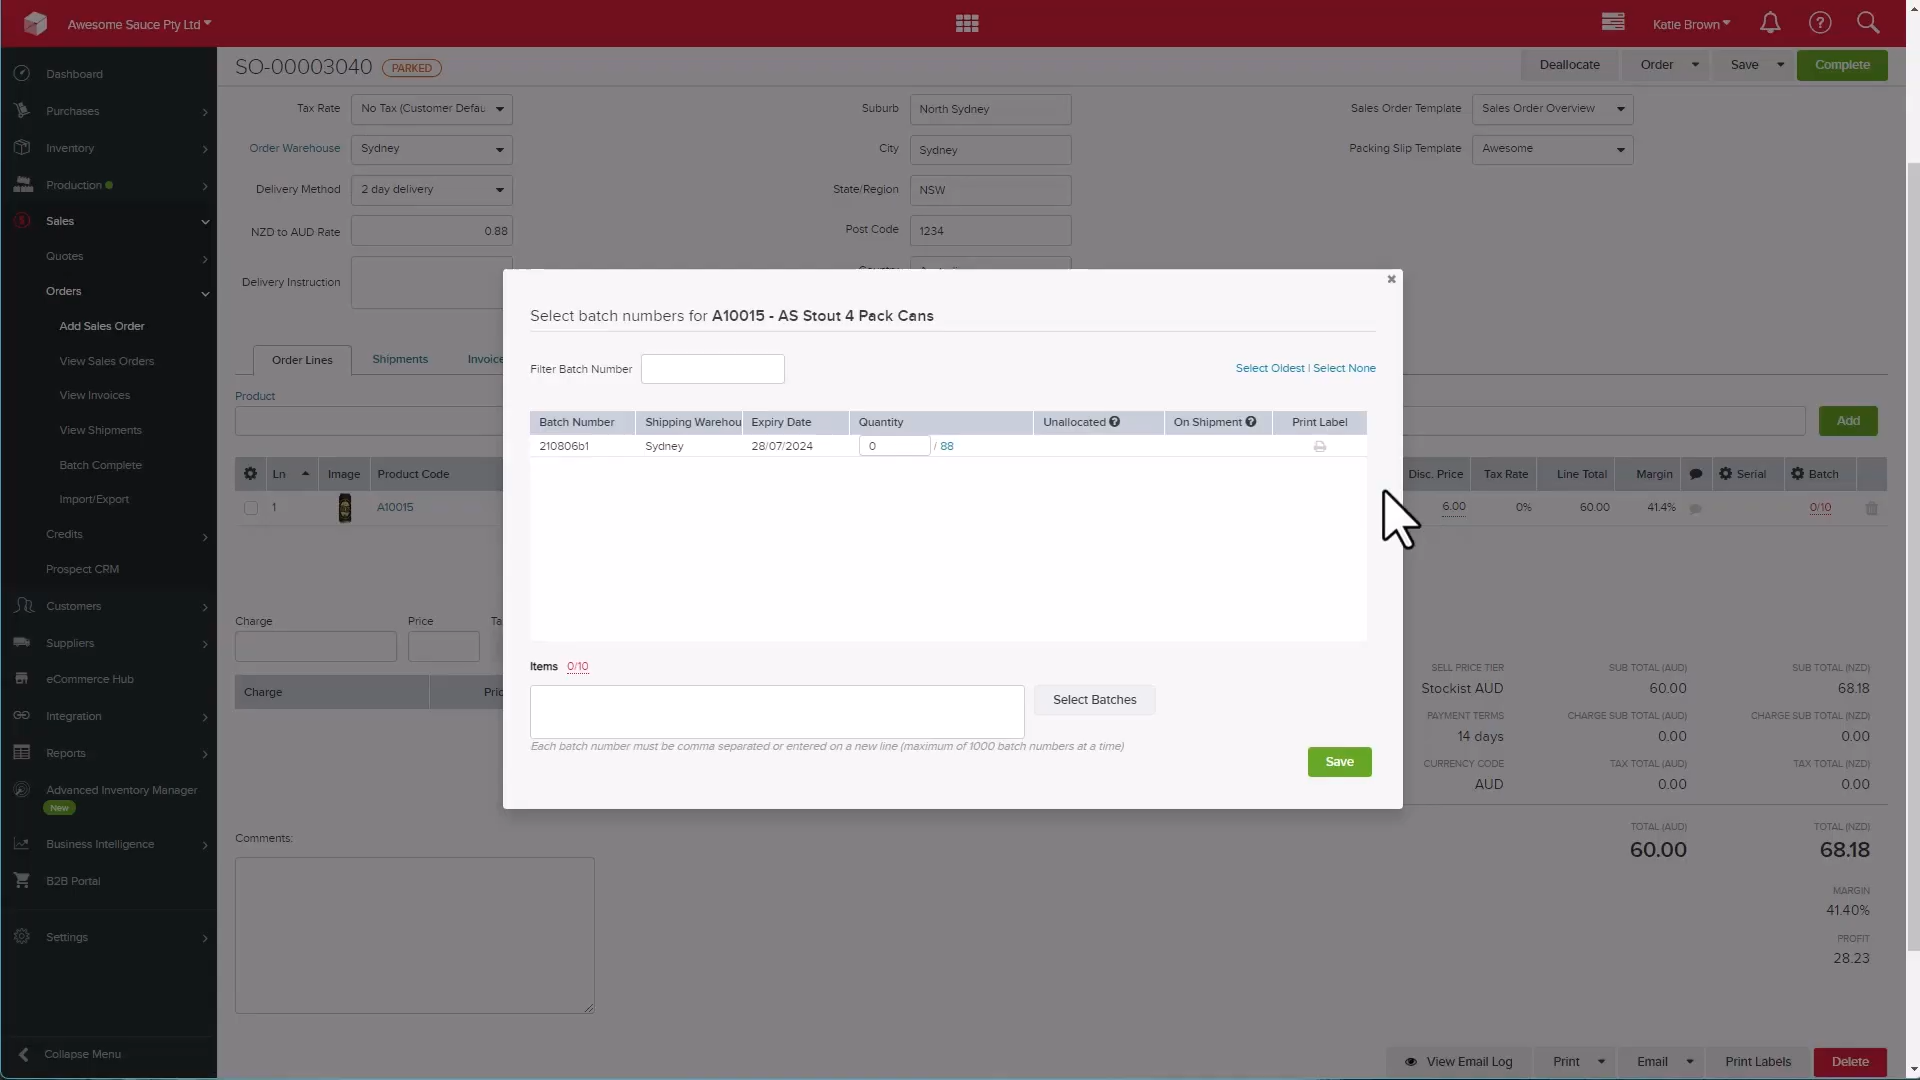 Awesome Sauce Pty Ltd
Katie Brown
Dashboard
Purchases
Inventory
Production
Sales
Quotes
Orders
Add Sales Order
View Sales Orders
View Invoices
View Shipments
Batch Complete
Import/Export
Credits
Prospect CRM
Customers
Suppliers
eCommerce Hub
Integration
Reports
Advanced Inventory Manager
New
Business Intelligence
B2B Portal
Settings
Collapse Menu
SO-00003040 PARKED
Deallocate Order Save Complete
Tax Rate No Tax (Customer Defau
Suburb North Sydney
Sales Order Template Sales Order Overview
Order Warehouse Sydney
City Sydney
Packing Slip Template Awesome
Delivery Method 2 day delivery
State/Region NSW
NZD to AUD Rate 0.88
Post Code 1234
Delivery Instruction
Order Lines Shipments Invoice
Product
Add
Ln Image Product Code
Disc. Price Tax Rate Line Total Margin Serial Batch
1 A10015
6.00 0% 60.00 41.4% 0/10
Select batch numbers for A10015 - AS Stout 4 Pack Cans
Filter Batch Number
Select Oldest | Select None
Batch Number Shipping Warehou Expiry Date Quantity Unallocated ? On Shipment ? Print Label
210806b1 Sydney 28/07/2024 0 / 88
Items 0/10
Select Batches
Each batch number must be comma separated or entered on a new line (maximum of 1000 batch numbers at a time)
Save
Charge Price Ta
Charge Pric
SELL PRICE TIER SUB TOTAL (AUD) SUB TOTAL (NZD)
Stockist AUD 60.00 68.18
PAYMENT TERMS CHARGE SUB TOTAL (AUD) CHARGE SUB TOTAL (NZD)
14 days 0.00 0.00
CURRENCY CODE TAX TOTAL (AUD) TAX TOTAL (NZD)
AUD 0.00 0.00
TOTAL (AUD) TOTAL (NZD)
60.00 68.18
MARGIN
41.40%
PROFIT
28.23
Comments:
View Email Log Print Email Print Labels Delete